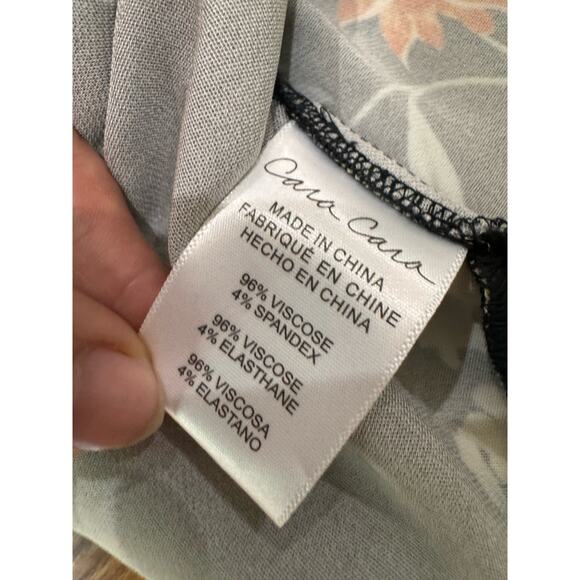 Cara Cara
MADE IN CHINA
FABRIQUÉ EN CHINE
HECHO EN CHINA
96% VISCOSE
4% SPANDEX
96% VISCOSE
4% ELASTHANE
96% VISCOSA
4% ELASTANO